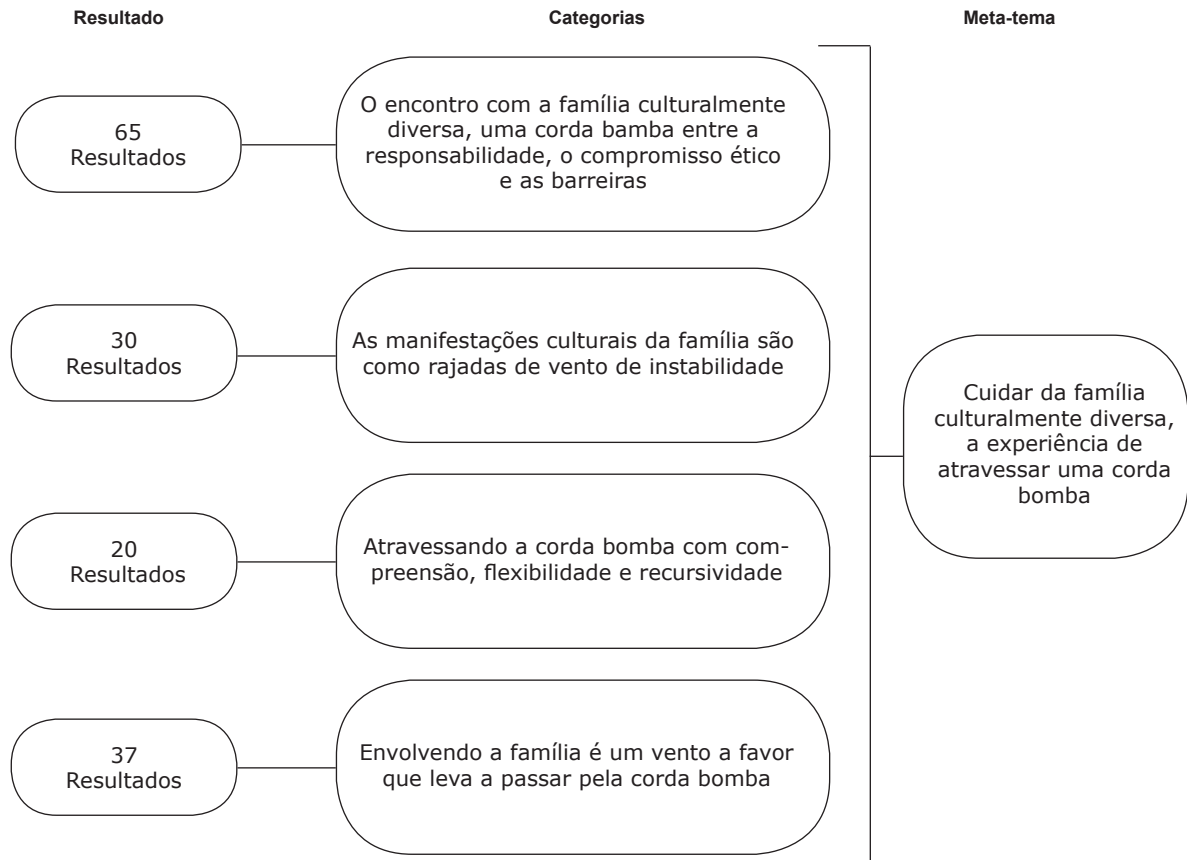 Resultado
Categorias
Meta-tema
65
Resultados
O encontro com a família culturalmente
diversa, uma corda bamba entre a
responsabilidade, o compromisso ético
e as barreiras
30
Resultados
As manifestações culturais da família são
como rajadas de vento de instabilidade
20
Resultados
Atravessando a corda bomba com com-
preensão, flexibilidade e recursividade
37
Resultados
Envolvendo a família é um vento a favor
que leva a passar pela corda bomba
Cuidar da família
culturalmente diversa,
a experiência de
atravessar uma corda
bomba